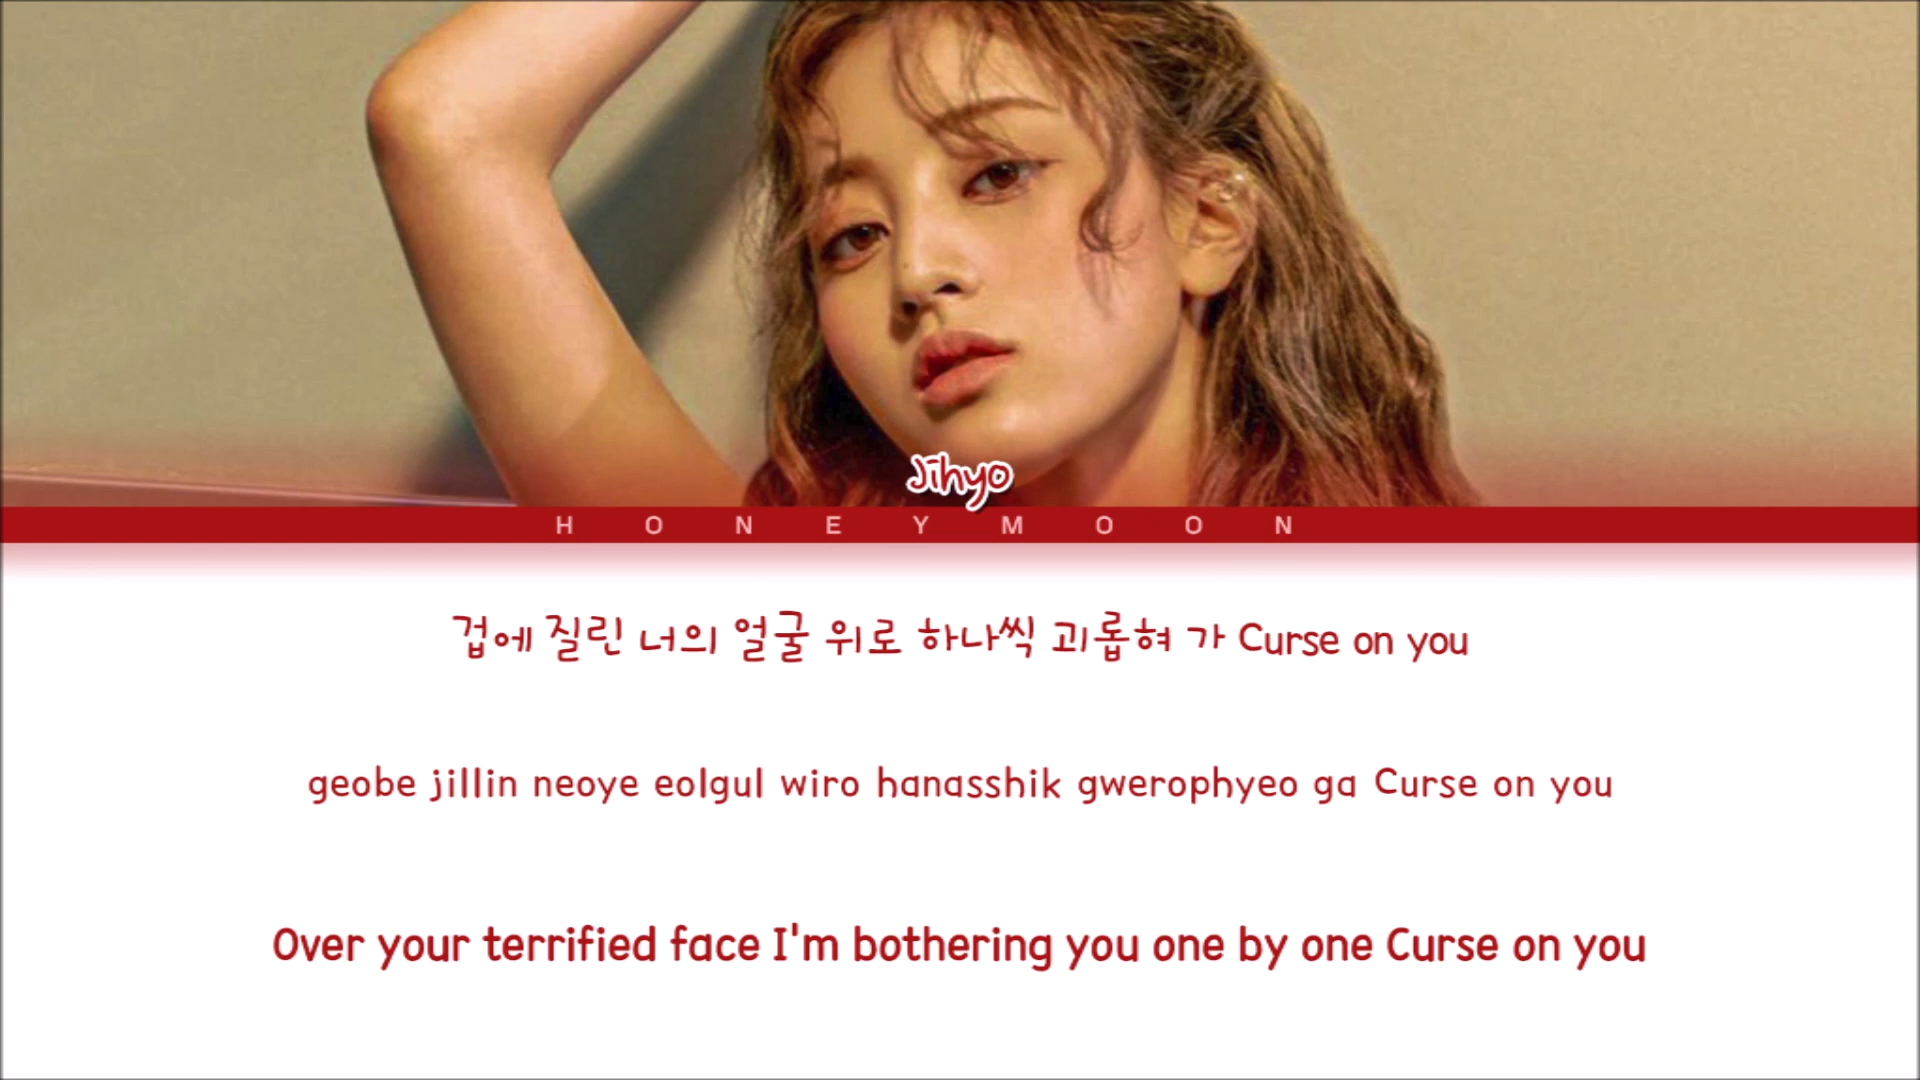 Jihyo
HONEYMOON
겁에 질린 너의 얼굴 위로 하나씩 괴롭혀 가 Curse on you
geobe jillin neoye eolgul wiro hanasshik gwerophyeo ga Curse on you
Over your terrified face I'm bothering you one by one Curse on you